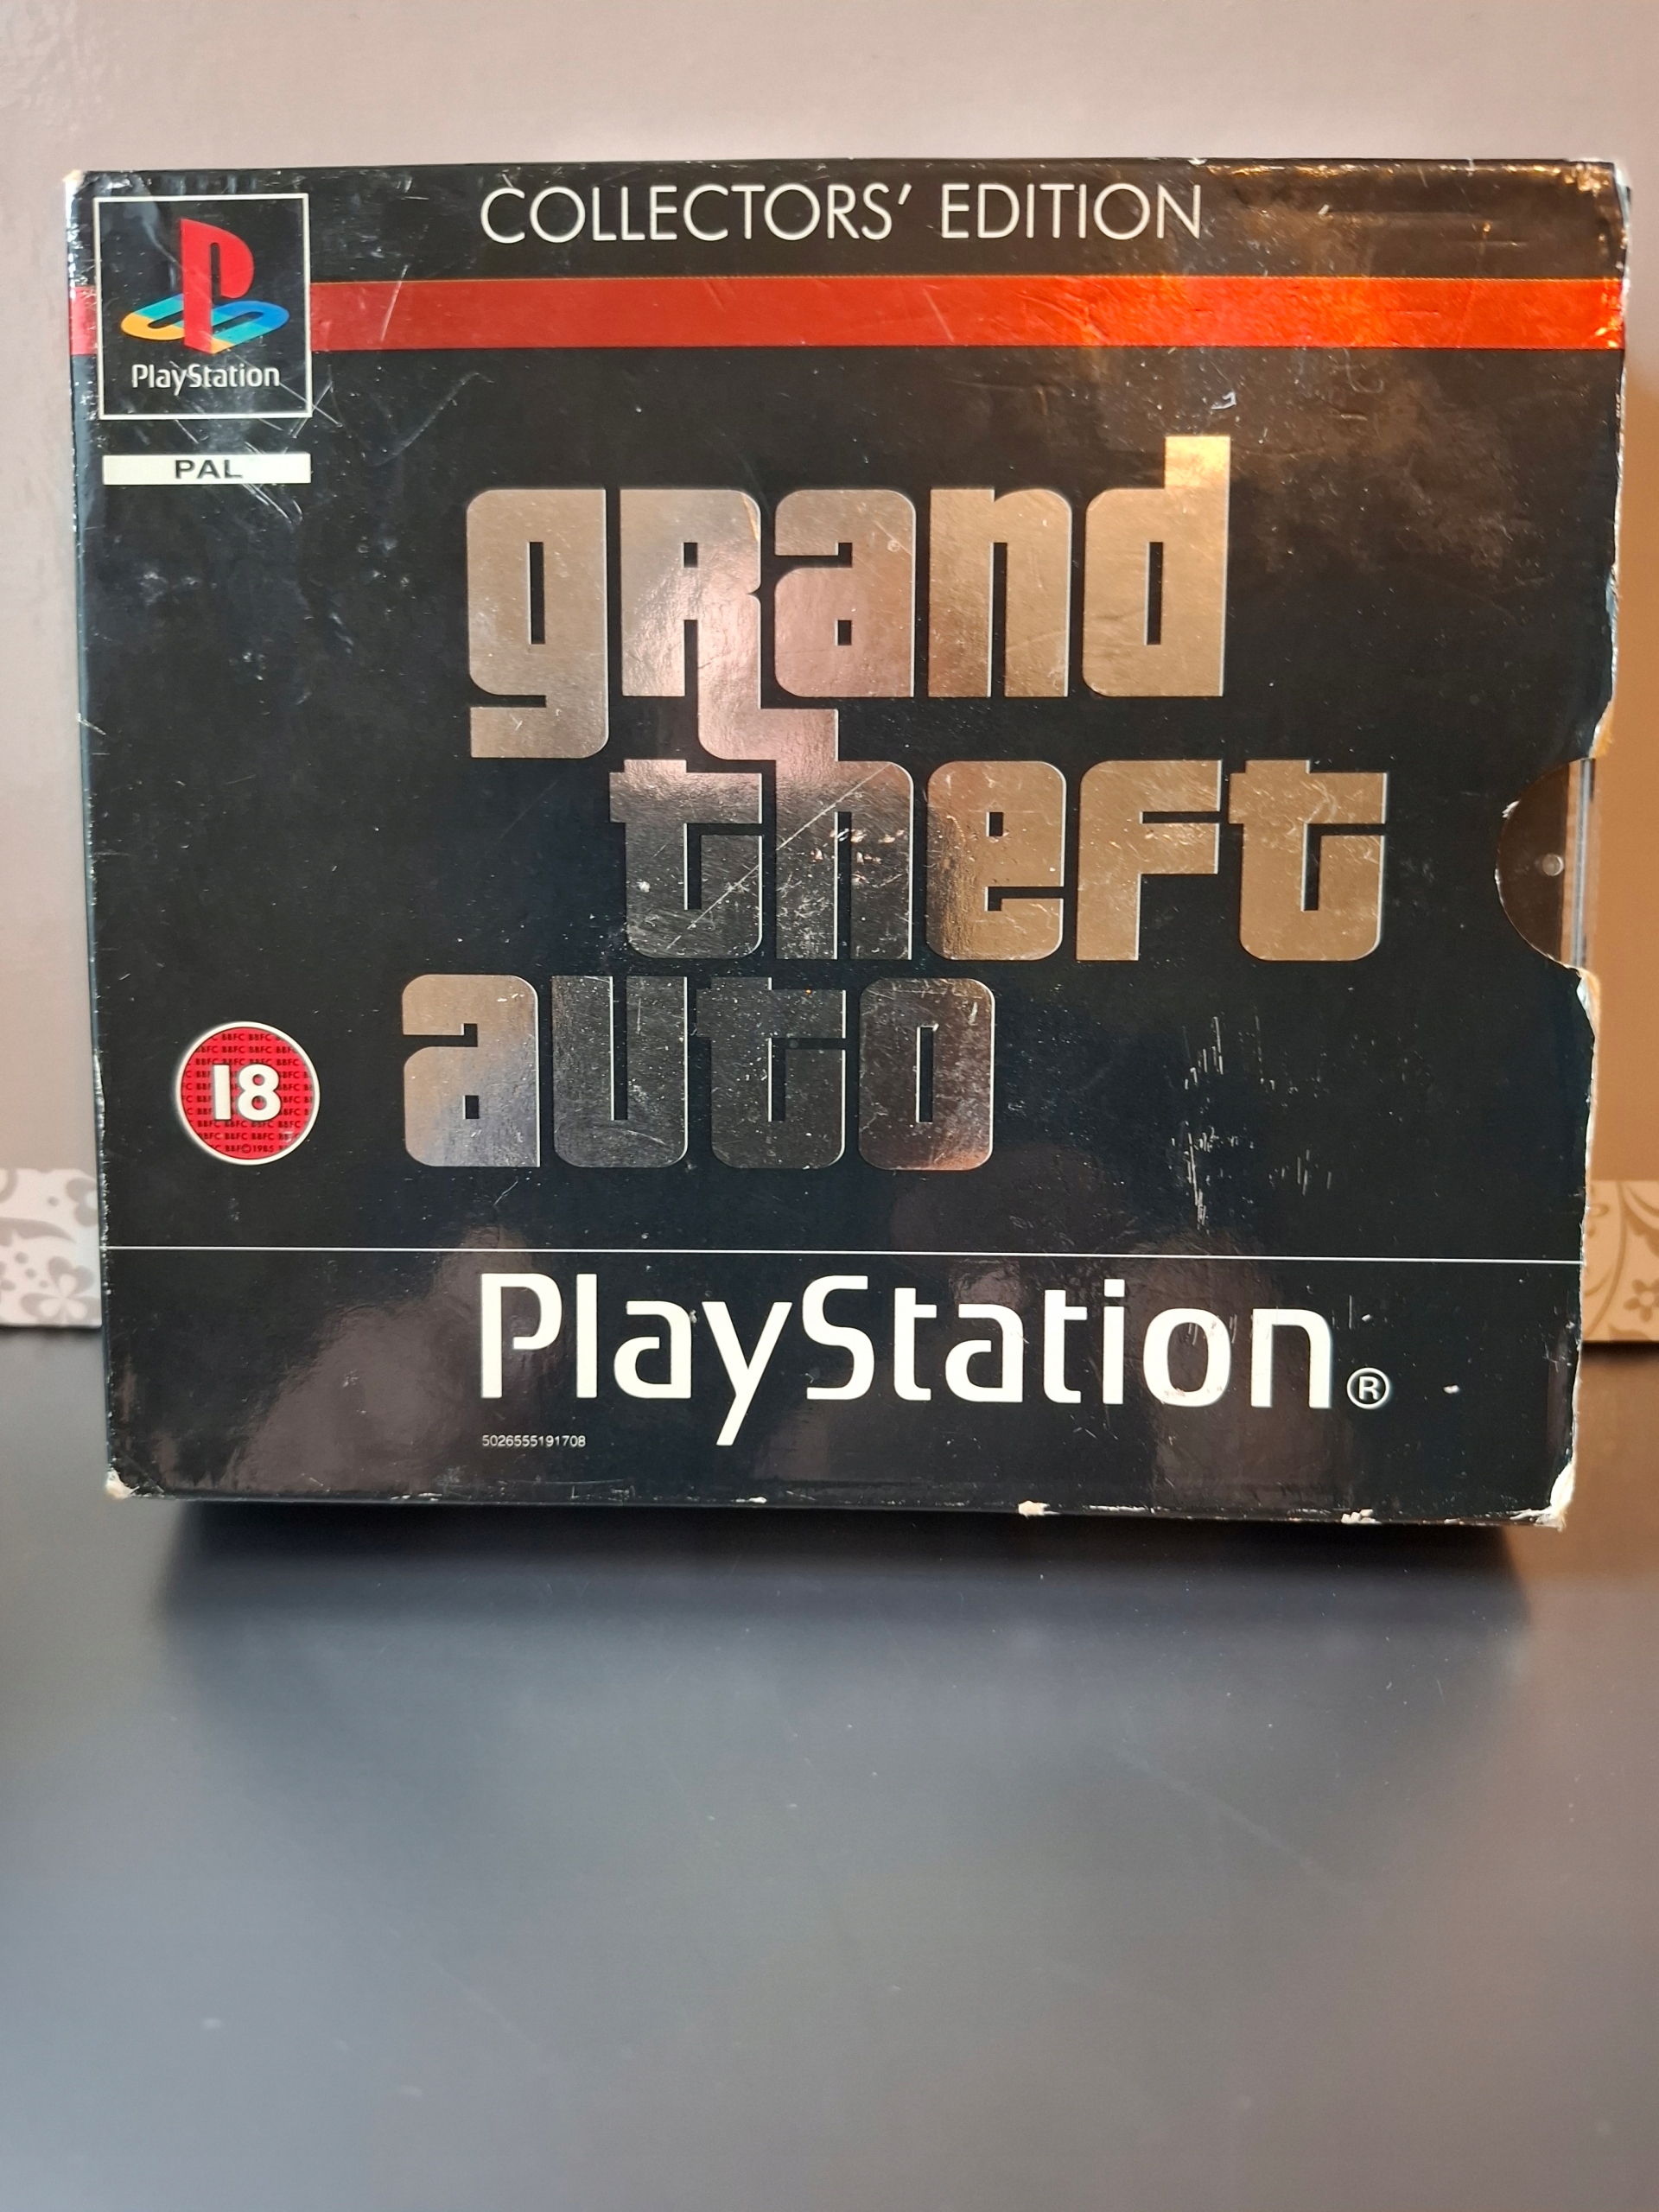 COLLECTORS' EDITION
PlayStation
PAL
gRand
theft
auto
18
PlayStation®
5026555191708